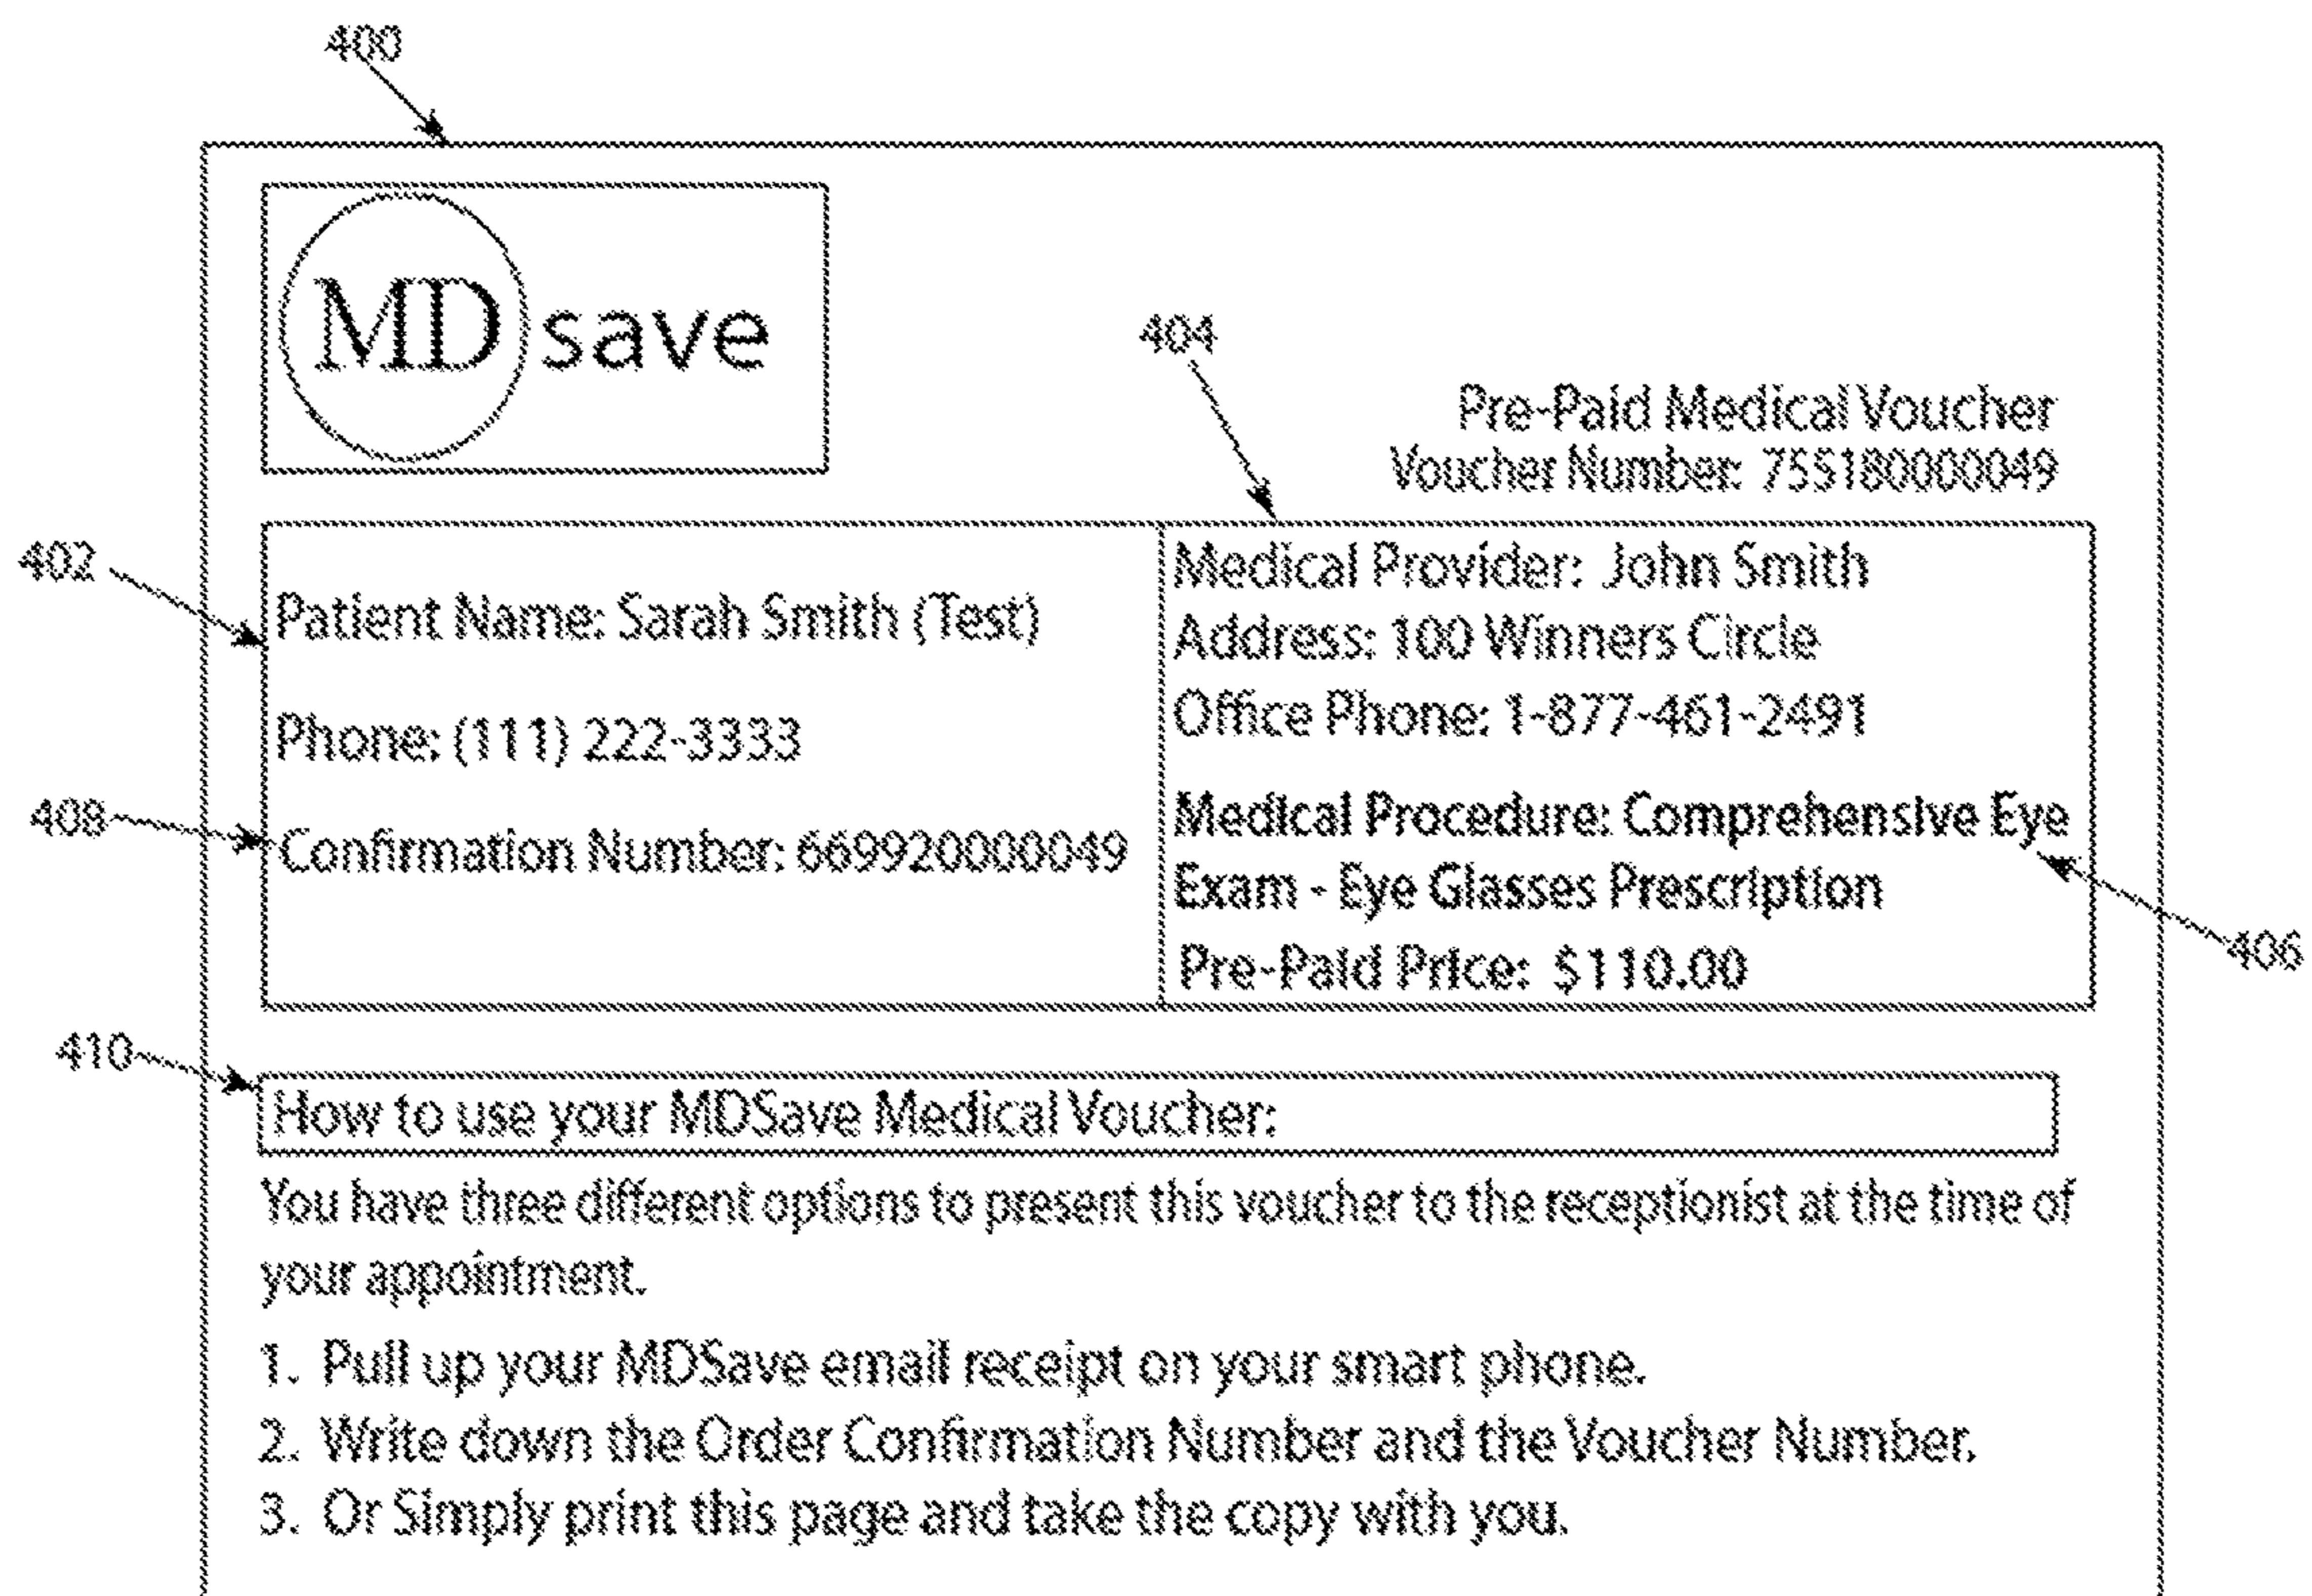 400
MD save
404
Pre-Paid Medical Voucher
Voucher Number: 755180000049
402
Patient Name: Sarah Smith (Test)
Phone: (111) 222-3333
408
Confirmation Number: 669920000049
Medical Provider: John Smith
Address: 100 Winners Circle
Office Phone: 1-877-461-2491
Medical Procedure: Comprehensive Eye
Exam - Eye Glasses Prescription
Pre-Paid Price: $110.00
406
410
How to use your MDSave Medical Voucher:
You have three different options to present this voucher to the receptionist at the time of
your appointment.
1. Pull up your MDSave email receipt on your smart phone.
2. Write down the Order Confirmation Number and the Voucher Number.
3. Or Simply print this page and take the copy with you.